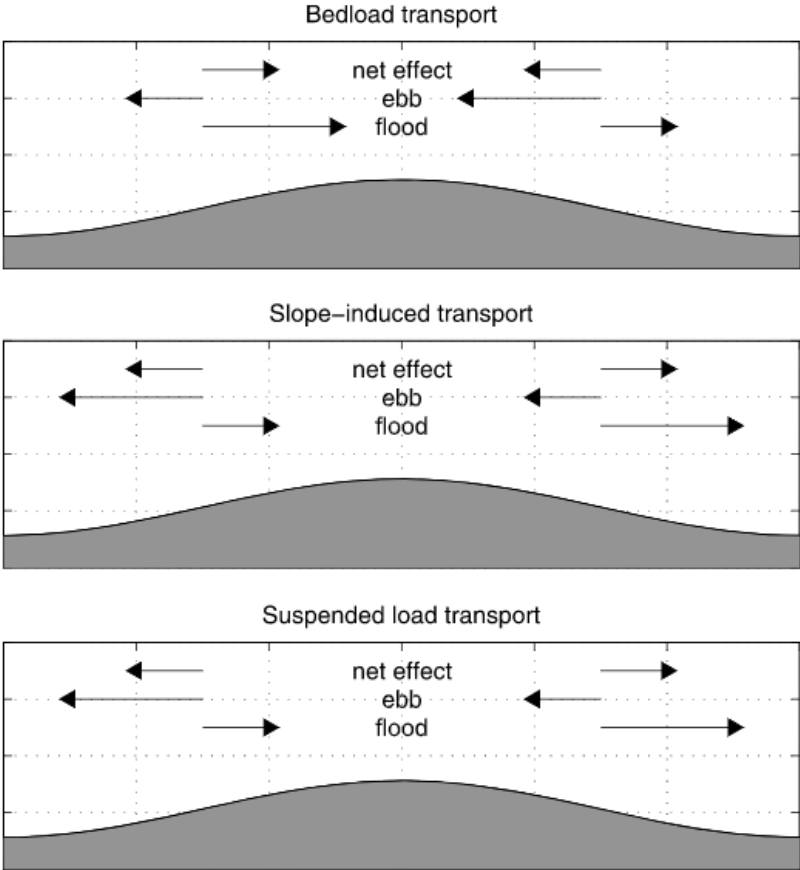 Bedload transport
net effect
ebb
flood
Slope−induced transport
net effect
ebb
flood
Suspended load transport
net effect
ebb
flood